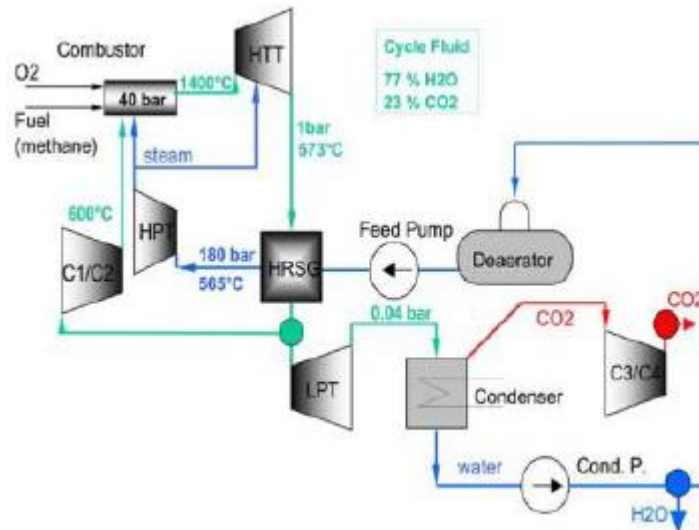 Combustor
HTT
Cycle Fluid
77 % H2O
23 % CO2
O2
1400°C
40 bar
Fuel
(methane)
steam
1bar
573°C
600°C
HPT
Feed Pump
C1/C2
180 bar
565°C
HRSG
Deaerator
0.04 bar
CO2
CO2
LPT
Condenser
C3/C4
water
Cond. P.
H2O